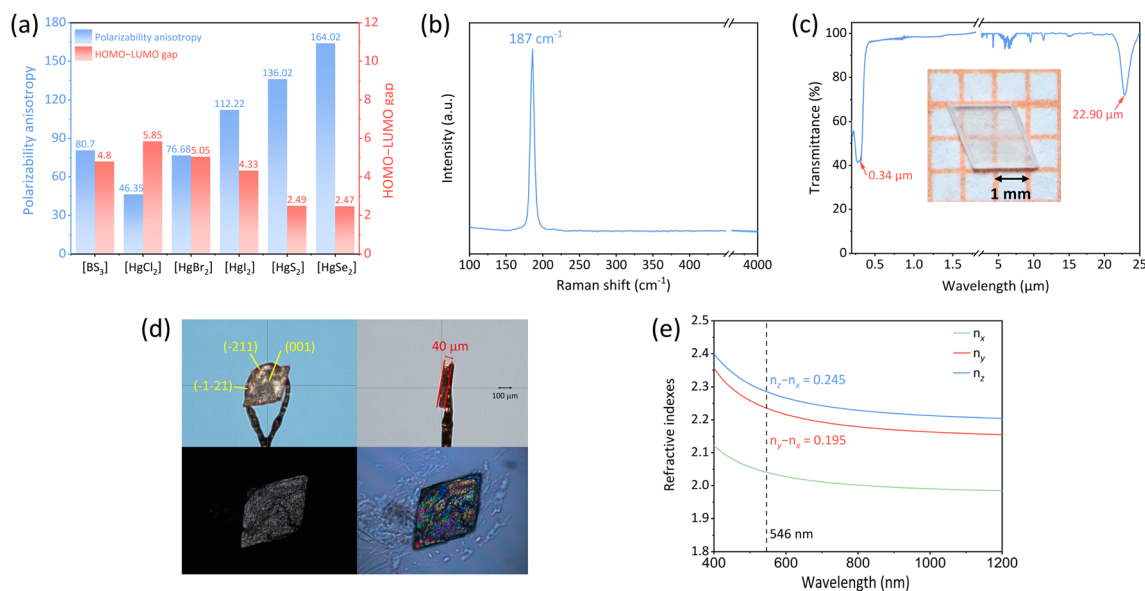 (a)
Polarizability anisotropy
HOMO−LUMO gap
180
150
120
90
60
30
0
Polarizability anisotropy
12
10
8
6
4
2
0
HOMO−LUMO gap
80.7
4.8
46.35
5.85
76.68
5.05
112.22
4.33
136.02
2.49
164.02
2.47
[BS₃]
[HgCl₂]
[HgBr₂]
[HgI₂]
[HgS₂]
[HgSe₂]
(b)
187 cm⁻¹
Intensity (a.u.)
100
150
200
250
300
350
400
4000
Raman shift (cm⁻¹)
(c)
100
80
60
40
20
0
Transmittance (%)
0.34 μm
22.90 μm
1 mm
0.5
1.0
1.5
5
10
15
20
25
Wavelength (μm)
(d)
(-211)
(001)
(-1-21)
40 μm
100 μm
(e)
2.5
2.4
2.3
2.2
2.1
2.0
1.9
1.8
Refractive indexes
nₓ
n_y
n_z
n_z−nₓ = 0.245
n_y−nₓ = 0.195
546 nm
400
600
800
1000
1200
Wavelength (nm)